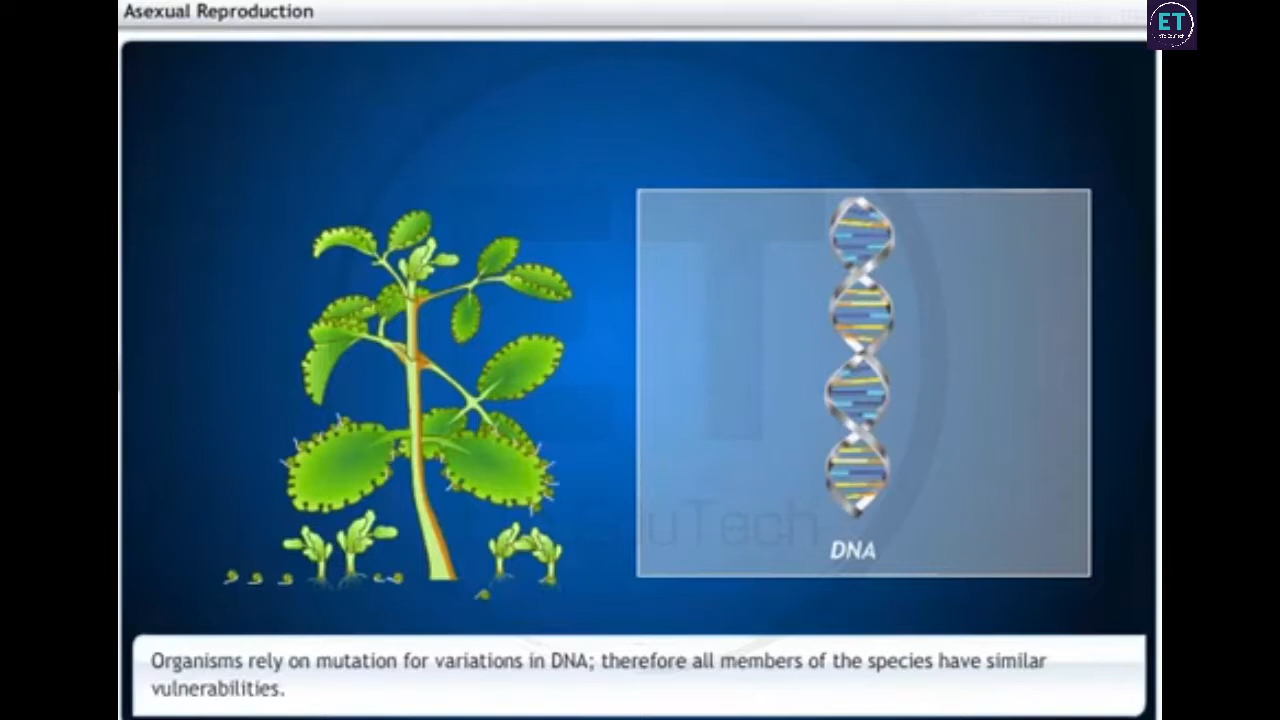 Asexual Reproduction
ET
DNA
Organisms rely on mutation for variations in DNA; therefore all members of the species have similar
vulnerabilities.